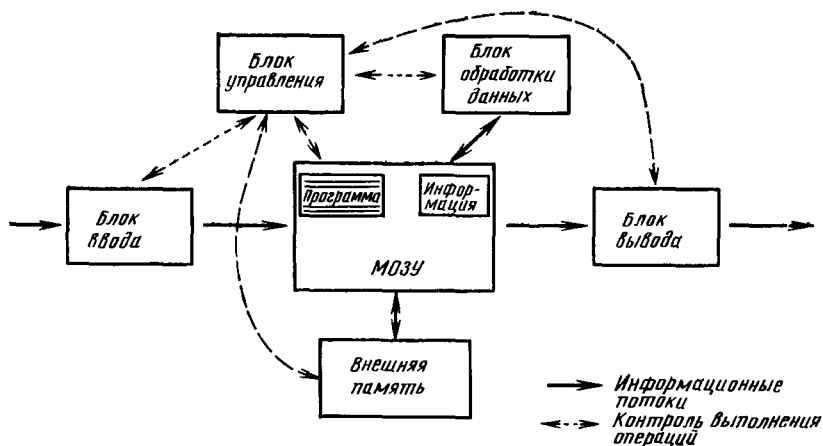 Блок
управления
Блок
обработки
данных
Блок
ввода
Программа
Инфор-
мация
МОЗУ
Блок
вывода
Внешняя
память
Информационные
потоки
Контроль выполнения
операций